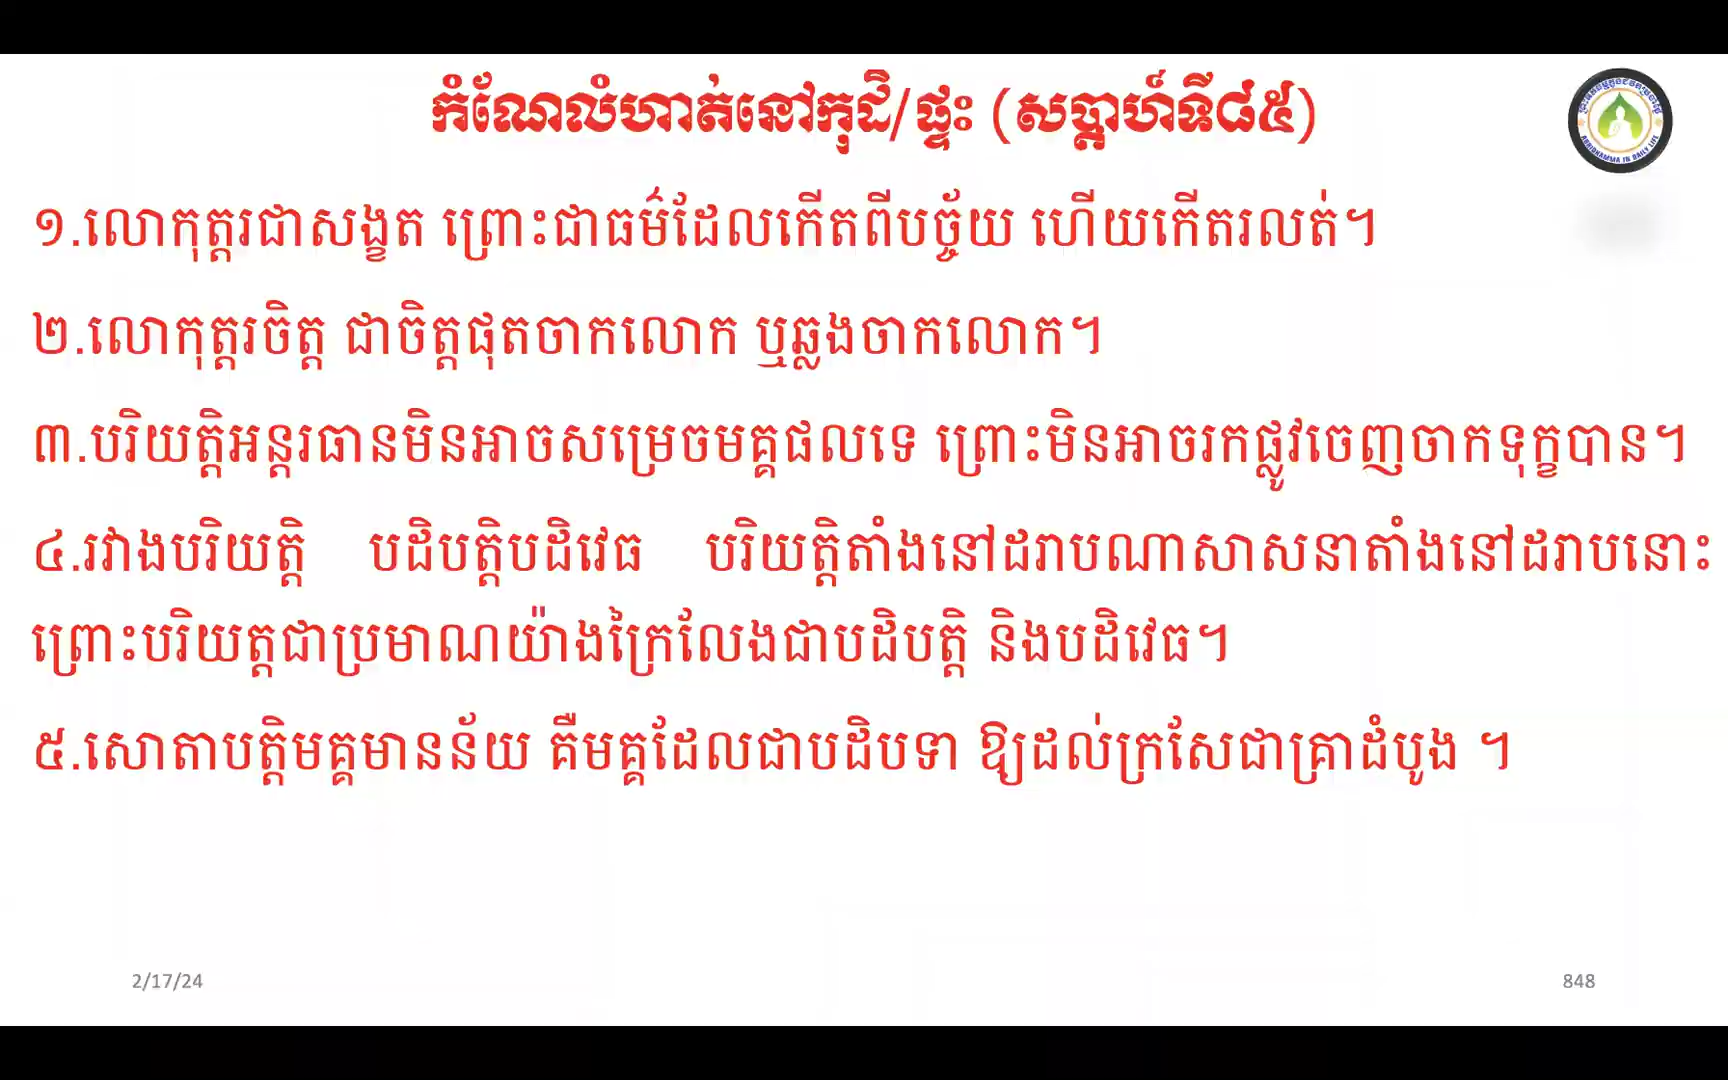 កំណែលំហាត់នៅកុដិ/ផ្ទះ (សប្តាហ៍ទី៨៥)
១.លោកុត្តរជាសង្ខត ព្រោះជាធម៌ដែលកើតពីបច្ច័យ ហើយកើតរលត់។
២.លោកុត្តរចិត្ត ជាចិត្តផុតចាកលោក ឬឆ្លងចាកលោក។
៣.បរិយត្តិអន្តរធានមិនអាចសម្រេចមគ្គផលទេ ព្រោះមិនអាចរកផ្លូវចេញចាកទុក្ខបាន។
៤.រវាងបរិយត្តិ បដិបត្តិបដិវេធ បរិយត្តិតាំងនៅដរាបណាសាសនាតាំងនៅដរាបនោះ
ព្រោះបរិយត្តជាប្រមាណយ៉ាងក្រៃលែងជាបដិបត្តិ និងបដិវេធ។
៥.សោតាបត្តិមគ្គមានន័យ គឺមគ្គដែលជាបដិបទា ឱ្យដល់ក្រសែជាគ្រាដំបូង ។
2/17/24
848
ABHIDHAMMA IN DAILY LIFE